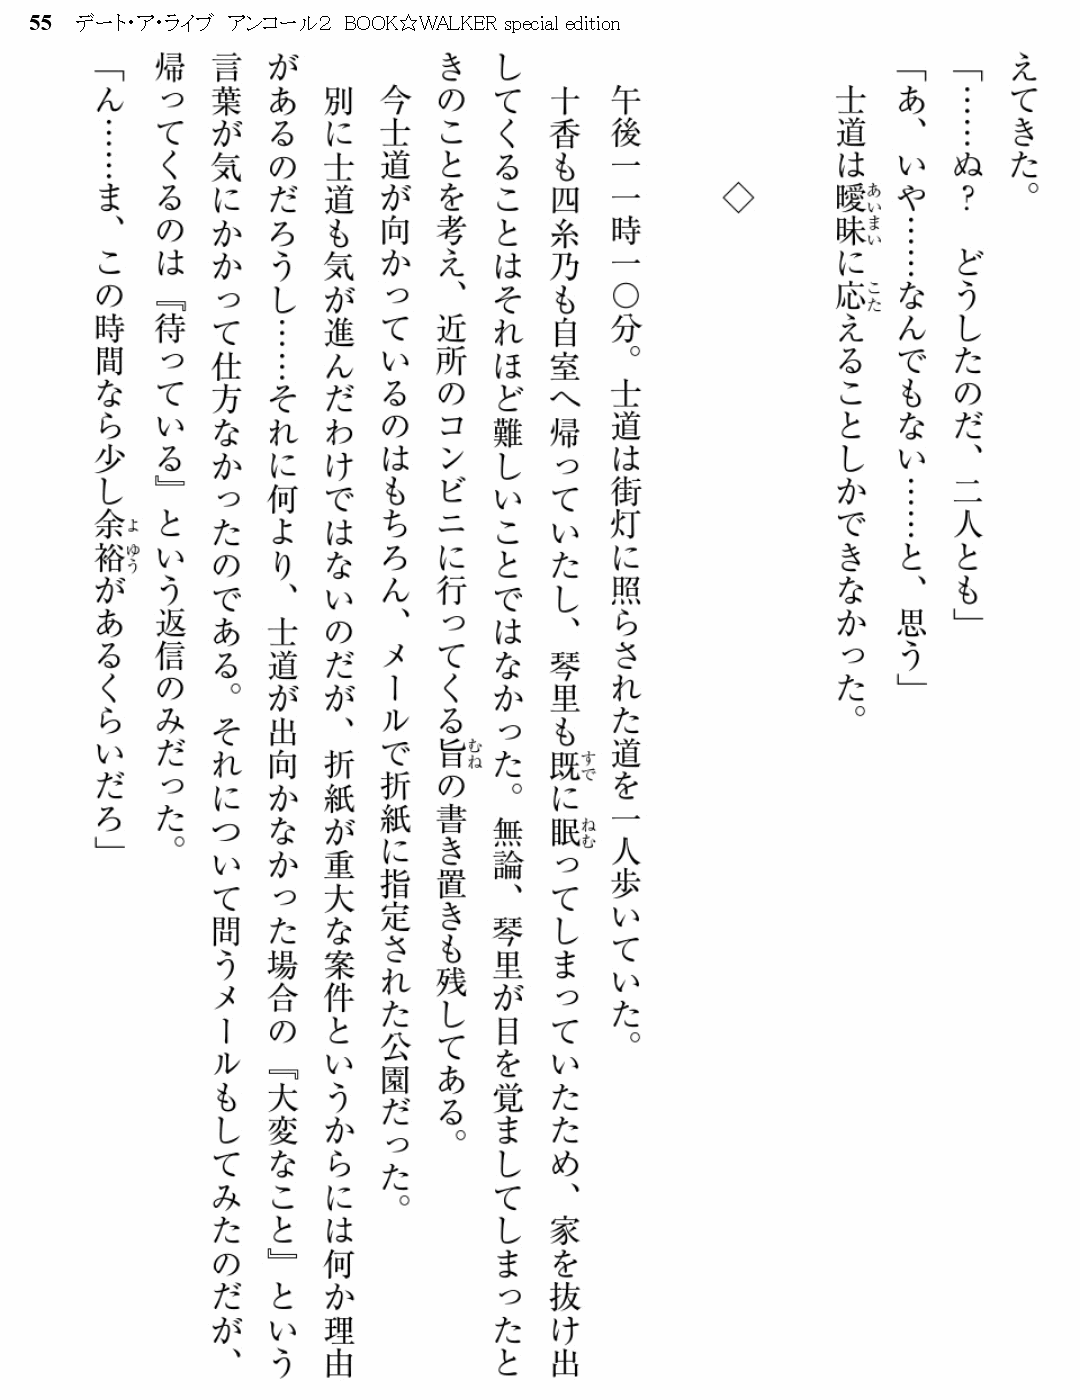 55　デート・ア・ライブ　アンコール２　BOOK☆WALKER special edition
えてきた。
「……ぬ？　どうしたのだ、二人とも」
「あ、いや……なんでもない……と、思う」
　士道は曖昧に応えることしかできなかった。
◇
　午後一一時一〇分。士道は街灯に照らされた道を一人歩いていた。
　十香も四糸乃も自室へ帰っていたし、琴里も既に眠ってしまっていたため、家を抜け出
してくることはそれほど難しいことではなかった。無論、琴里が目を覚ましてしまったと
きのことを考え、近所のコンビニに行ってくる旨の書き置きも残してある。
　今士道が向かっているのはもちろん、メールで折紙に指定された公園だった。
　別に士道も気が進んだわけではないのだが、折紙が重大な案件というからには何か理由
があるのだろうし……それに何より、士道が出向かなかった場合の『大変なこと』という
言葉が気にかかって仕方なかったのである。それについて問うメールもしてみたのだが、
帰ってくるのは『待っている』という返信のみだった。
「ん……ま、この時間なら少し余裕があるくらいだろ」